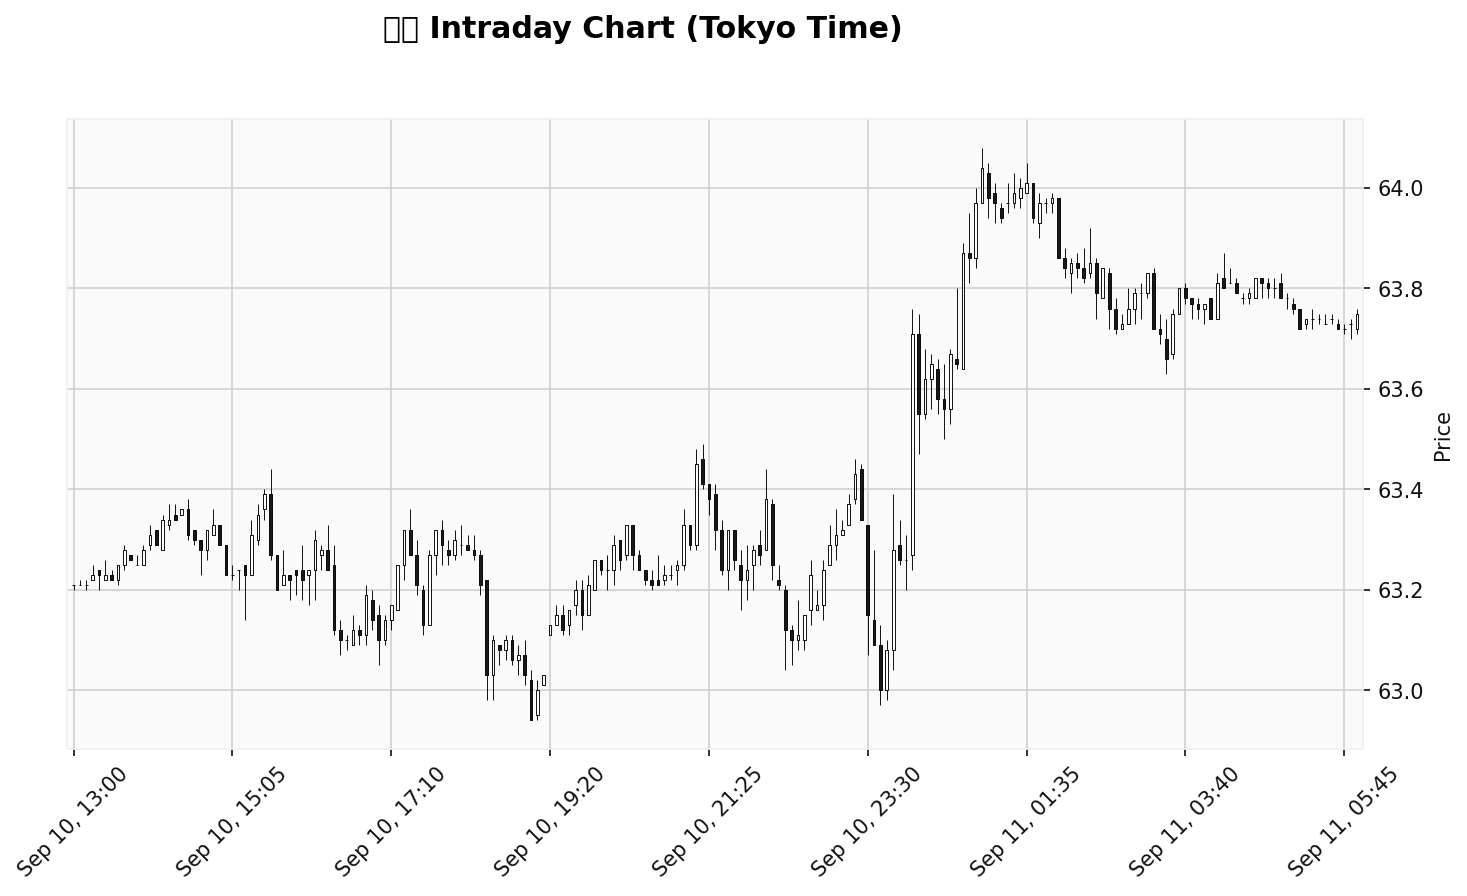 Intraday Chart (Tokyo Time)
64.0
63.8
63.6
63.4
63.2
63.0
Price
Sep 10, 13:00
Sep 10, 15:05
Sep 10, 17:10
Sep 10, 19:20
Sep 10, 21:25
Sep 10, 23:30
Sep 11, 01:35
Sep 11, 03:40
Sep 11, 05:45